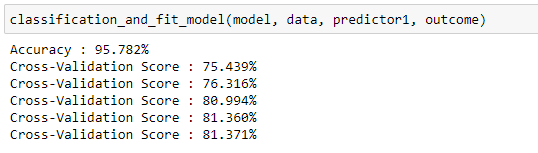 classification_and_fit_model(model, data, predictor1, outcome)
Accuracy : 95.782%
Cross-Validation Score : 75.439%
Cross-Validation Score : 76.316%
Cross-Validation Score : 80.994%
Cross-Validation Score : 81.360%
Cross-Validation Score : 81.371%